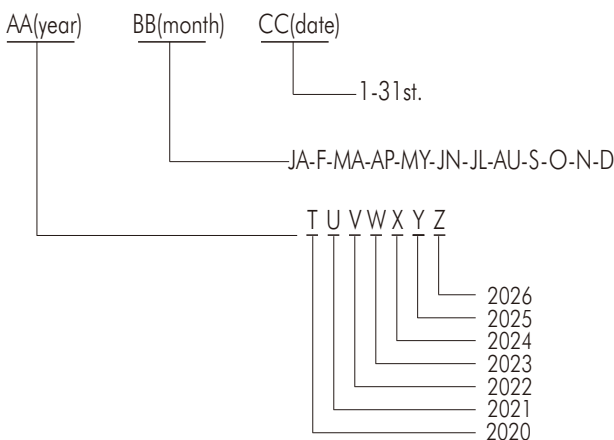 AA(year) BB(month) CC(date)
1-31st.
JA-F-MA-AP-MY-JN-JL-AU-S-O-N-D
T U V W X Y Z
2026
2025
2024
2023
2022
2021
2020